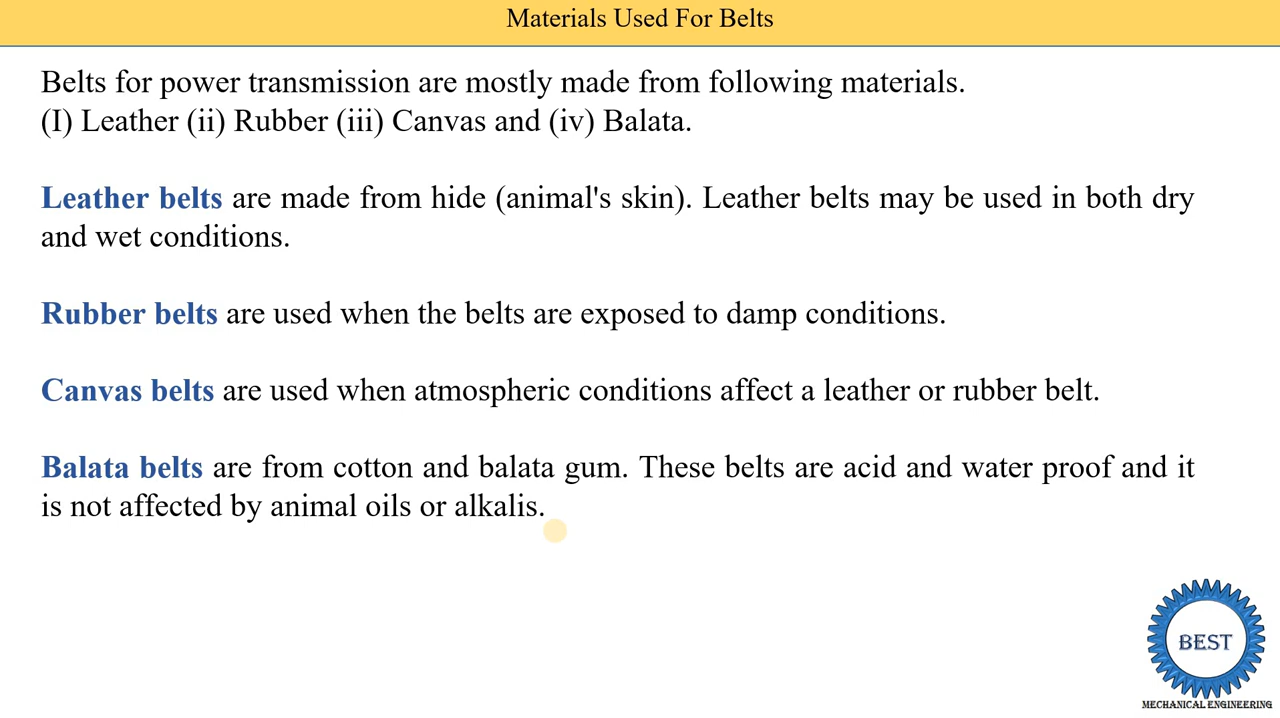 Materials Used For Belts
Belts for power transmission are mostly made from following materials.
(I) Leather (ii) Rubber (iii) Canvas and (iv) Balata.
Leather belts are made from hide (animal's skin). Leather belts may be used in both dry
and wet conditions.
Rubber belts are used when the belts are exposed to damp conditions.
Canvas belts are used when atmospheric conditions affect a leather or rubber belt.
Balata belts are from cotton and balata gum. These belts are acid and water proof and it
is not affected by animal oils or alkalis.
BEST
MECHANICAL ENGINEERING